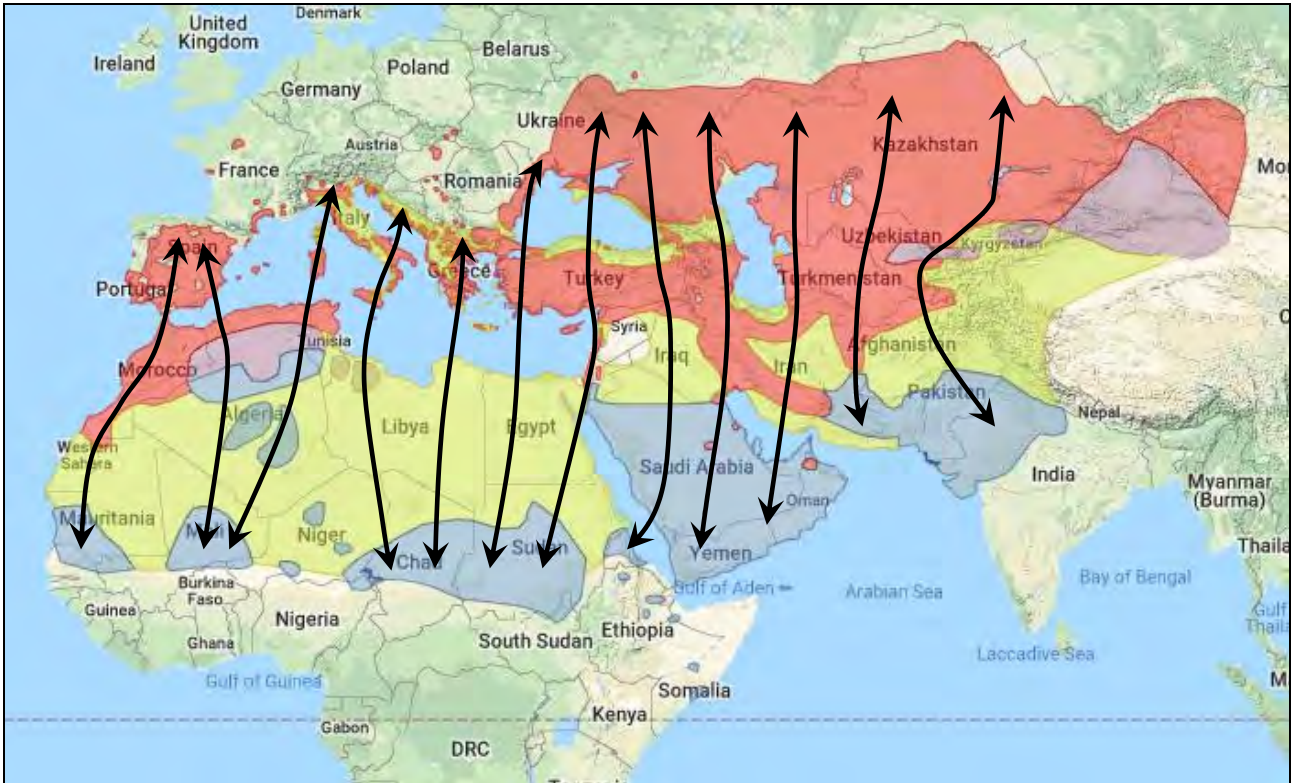 Denmark
United
Kingdom
Ireland
Belarus
Poland
Germany
Ukraine
Austria
France
Romania
Kazakhstan
Italy
Spain
Uzbekistan
Kyrgyzstan
Portugal
Greece
Turkey
Turkmenistan
Syria
Tunisia
Iraq
Afghanistan
Morocco
Iran
Pakistan
Nepal
Algeria
Libya
Egypt
Western
Sahara
Saudi Arabia
India
Myanmar
(Burma)
Oman
Mauritania
Mali
Niger
Chad
Sudan
Yemen
Burkina
Faso
Gulf of Aden
Arabian Sea
Bay of Bengal
Guinea
Nigeria
Ghana
South Sudan
Ethiopia
Gulf
Laccadive Sea
Gulf of Guinea
Somalia
Kenya
Gabon
DRC